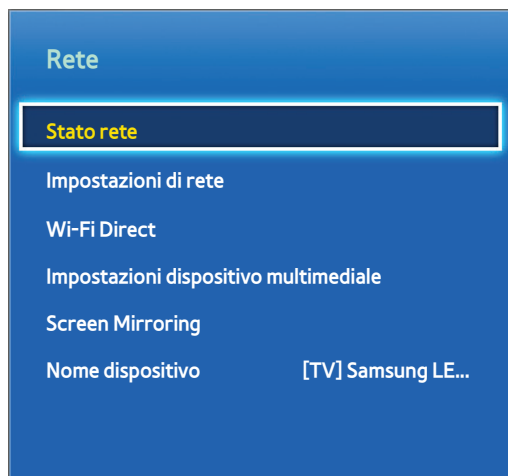 Rete
Stato rete
Impostazioni di rete
Wi-Fi Direct
Impostazioni dispositivo multimediale
Screen Mirroring
Nome dispositivo [TV] Samsung LE...